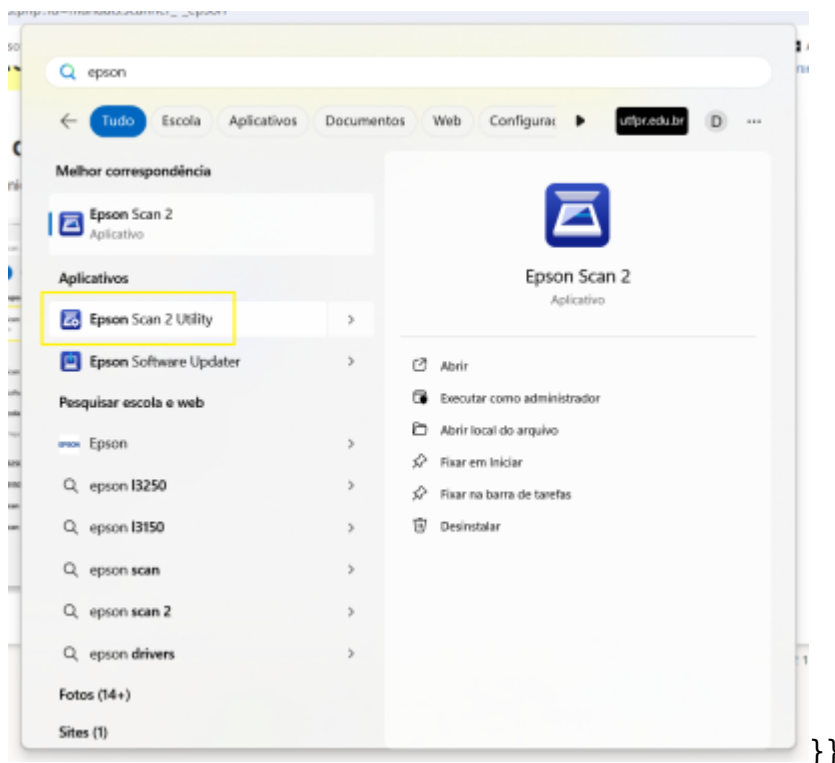 epson
Tudo Escola Aplicativos Documentos Web Configuraç utfpr.edu.br D ...
Melhor correspondência
Epson Scan 2
Aplicativo
Aplicativos
Epson Scan 2 Utility
Epson Software Updater
Pesquisar escola e web
EPSON Epson
epson l3250
epson l3150
epson scan
epson scan 2
epson drivers
Fotos (14+)
Sites (1)
Epson Scan 2
Aplicativo
Abrir
Executar como administrador
Abrir local do arquivo
Fixar em Iniciar
Fixar na barra de tarefas
Desinstalar
}}